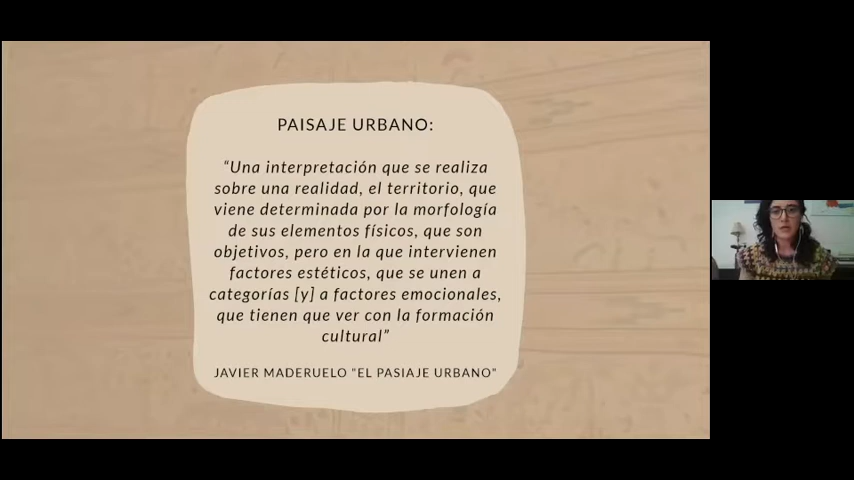 PAISAJE URBANO:
“Una interpretación que se realiza
sobre una realidad, el territorio, que
viene determinada por la morfología
de sus elementos físicos, que son
objetivos, pero en la que intervienen
factores estéticos, que se unen a
categorías [y] a factores emocionales,
que tienen que ver con la formación
cultural”
JAVIER MADERUELO “EL PASIAJE URBANO”